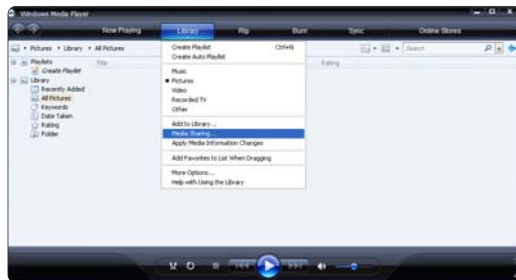 Windows Media Player
Now Playing
Library
Rip
Burn
Sync
Online Stores
Pictures
Library
All Pictures
Search
Playlists
Create Playlist
Library
Recently Added
All Pictures
Keywords
Date Taken
Rating
Folder
Title
Rating
Create Playlist Ctrl+N
Create Auto Playlist
Music
Pictures
Video
Recorded TV
Other
Add to Library...
Media Sharing...
Apply Media Information Changes
Add Favorites to List When Dragging
More Options...
Help with Using the Library